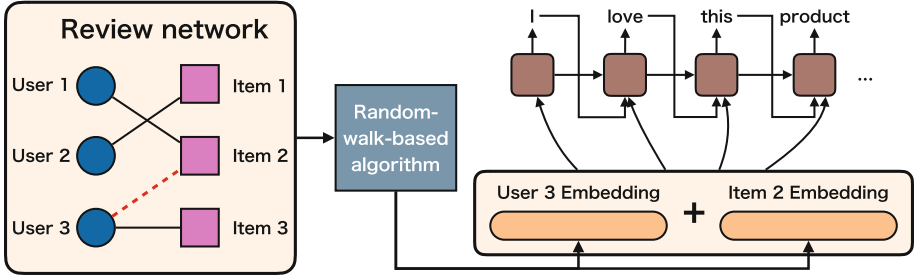 Review network
User 1
Item 1
User 2
Item 2
User 3
Item 3
Random-
walk-based
algorithm
I love this product
...
User 3 Embedding + Item 2 Embedding